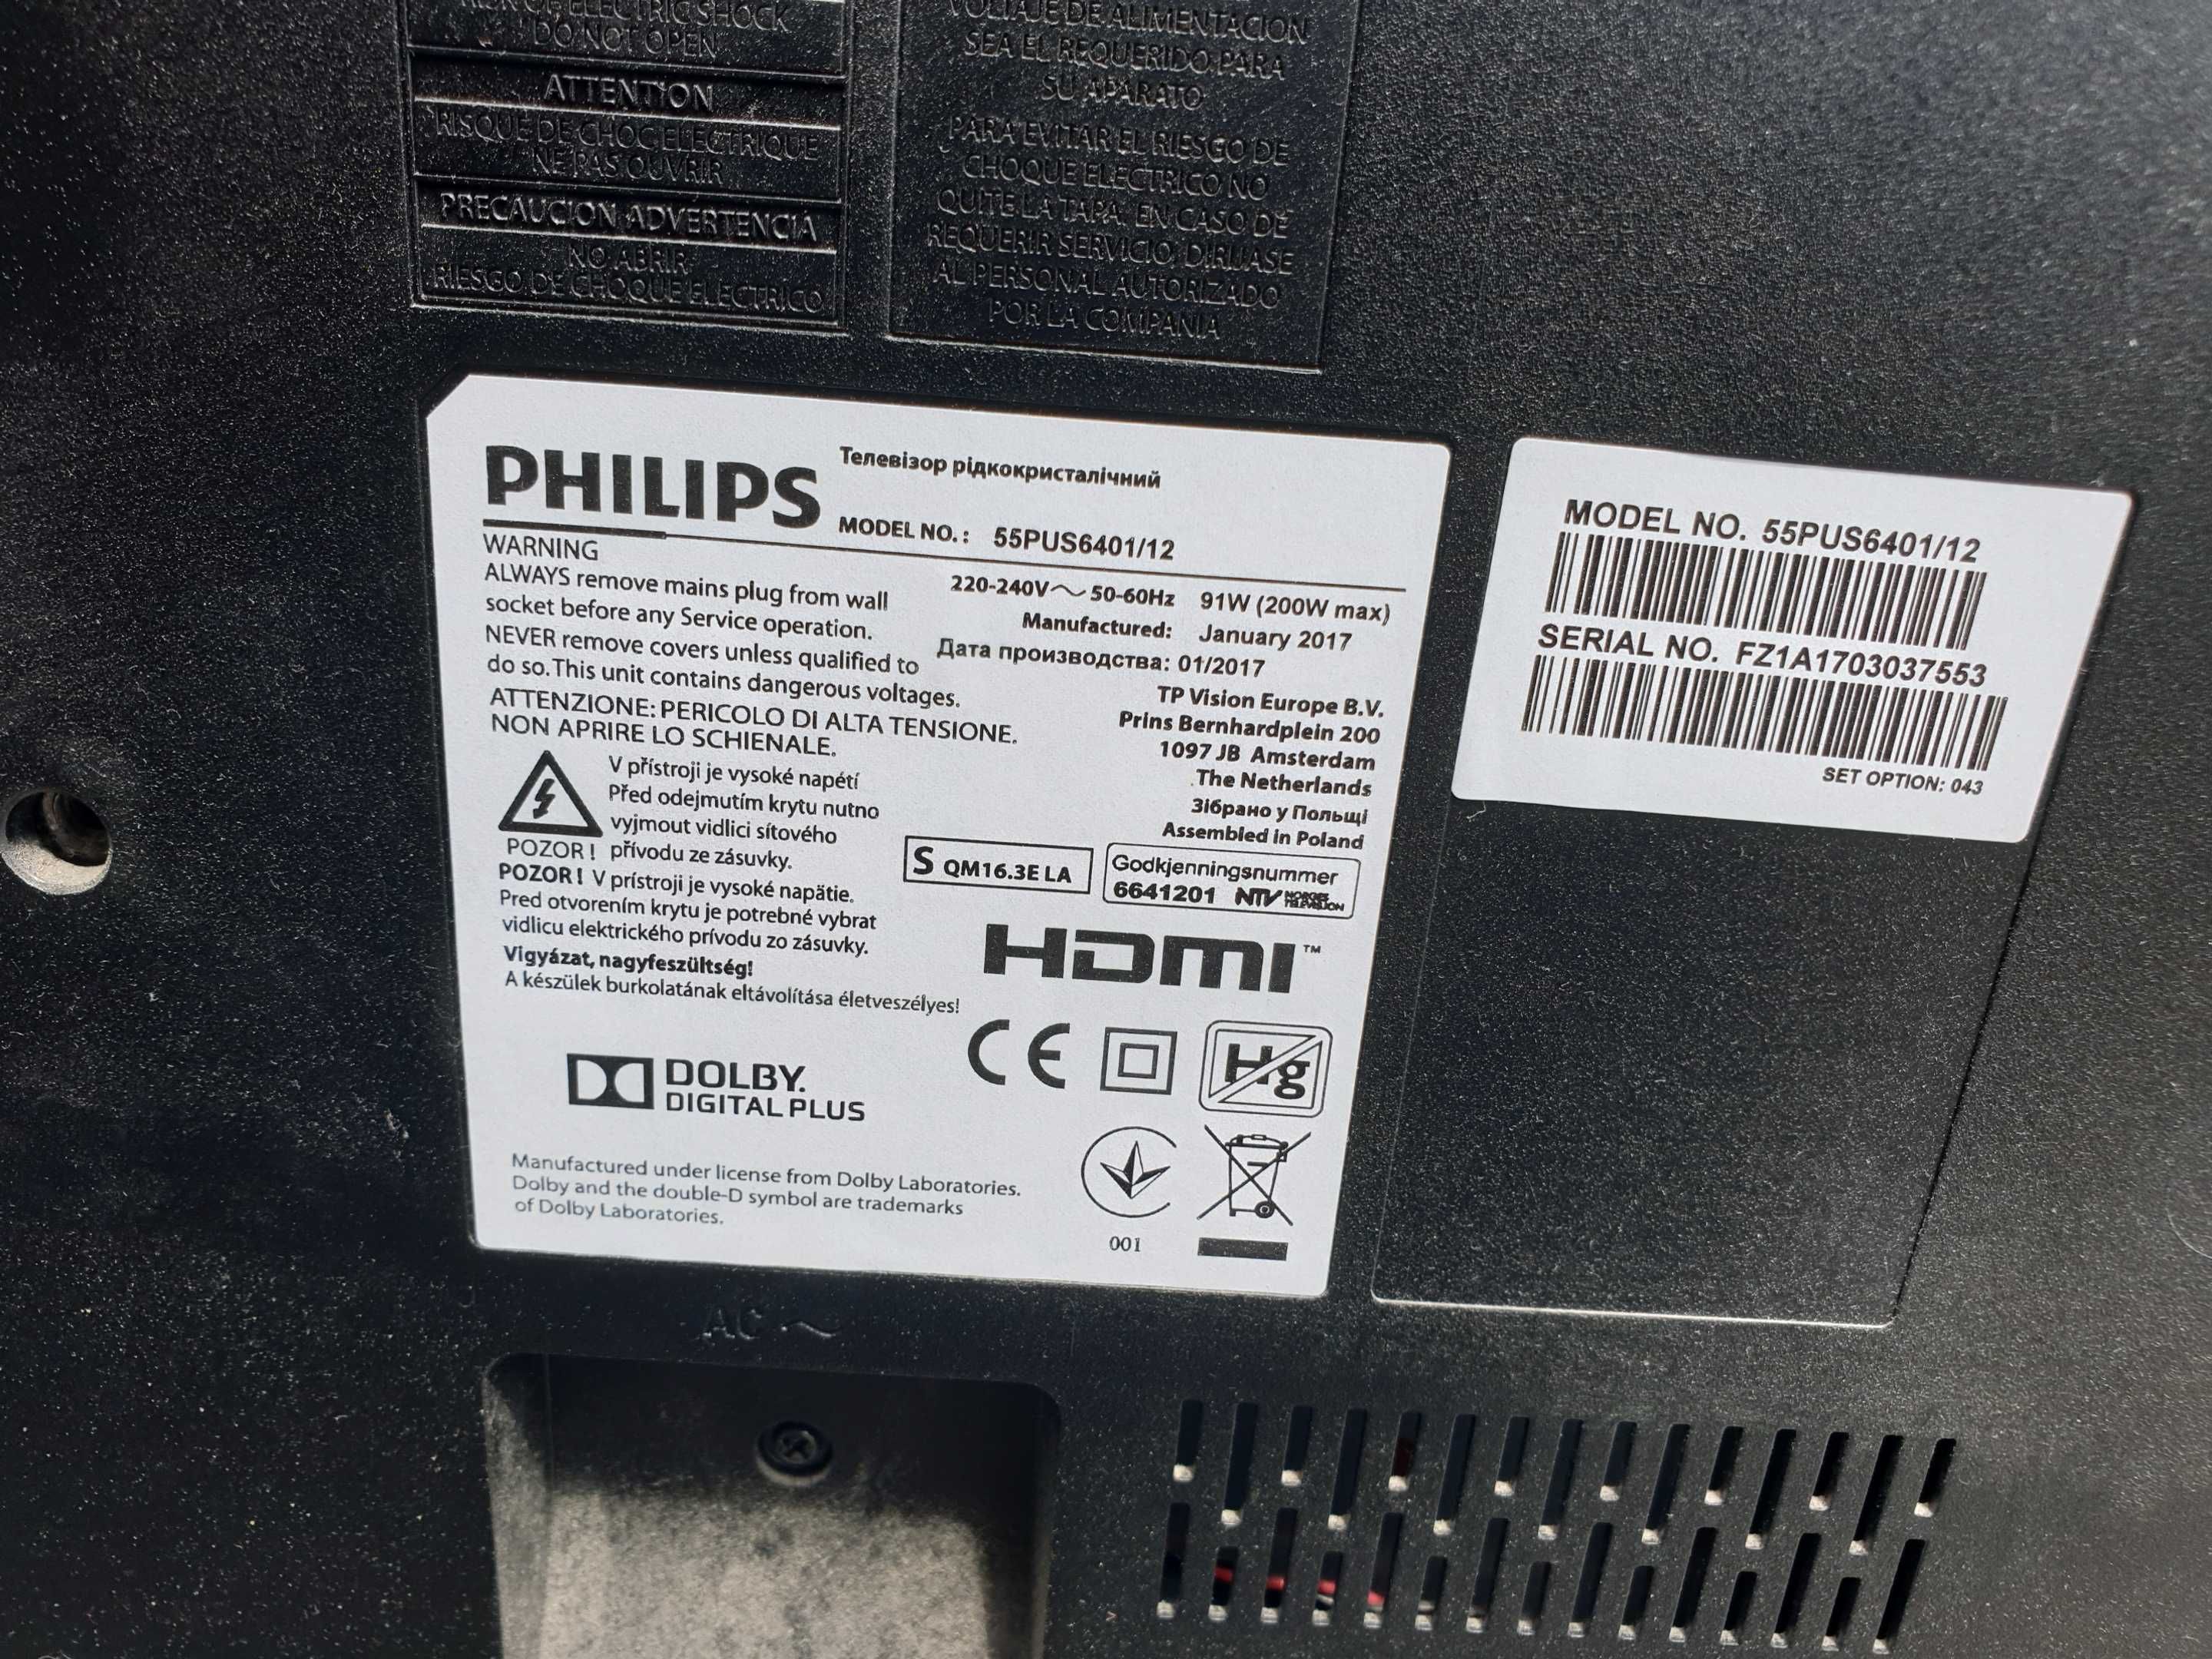 RISK OF ELECTRIC SHOCK
DO NOT OPEN
ATTENTION
RISQUE DE CHOC ELECTRIQUE
NE PAS OUVRIR
PRECAUCION ADVERTENCIA
NO ABRIR
RIESGO DE CHOQUE ELECTRICO
VOLTAJE DE ALIMENTACION
SEA EL REQUERIDO PARA
SU APARATO
PARA EVITAR EL RIESGO DE
CHOQUE ELECTRICO NO
QUITE LA TAPA. EN CASO DE
REQUERIR SERVICIO, DIRIJASE
AL PERSONAL AUTORIZADO
POR LA COMPANIA
PHILIPS
Телевізор рідкокристалічний
MODEL NO.: 55PUS6401/12
WARNING
ALWAYS remove mains plug from wall
socket before any Service operation.
NEVER remove covers unless qualified to
do so. This unit contains dangerous voltages.
ATTENZIONE: PERICOLO DI ALTA TENSIONE.
NON APRIRE LO SCHIENALE.
V přístroji je vysoké napétí
Před odejmutím krytu nutno
vyjmout vidlici sítového
POZOR! přívodu ze zásuvky.
POZOR! V prístroji je vysoké napätie.
Pred otvorením krytu je potrebné vybrat
vidlicu elektrického prívodu zo zásuvky.
Vigyázat, nagyfeszültség!
A készülek burkolatának eltávolítása életveszélyes!
220-240V～ 50-60Hz 91W (200W max)
Manufactured: January 2017
Дата производства: 01/2017
TP Vision Europe B.V.
Prins Bernhardplein 200
1097 JB Amsterdam
The Netherlands
Зібрано у Польщі
Assembled in Poland
S QM16.3E LA
Godkjenningsnummer
6641201 NTV NORGES TELEVISJON
HDMI™
CE
Hg
DOLBY.
DIGITAL PLUS
Manufactured under license from Dolby Laboratories.
Dolby and the double-D symbol are trademarks
of Dolby Laboratories.
001
MODEL NO. 55PUS6401/12
SERIAL NO. FZ1A1703037553
SET OPTION: 043
AC ～